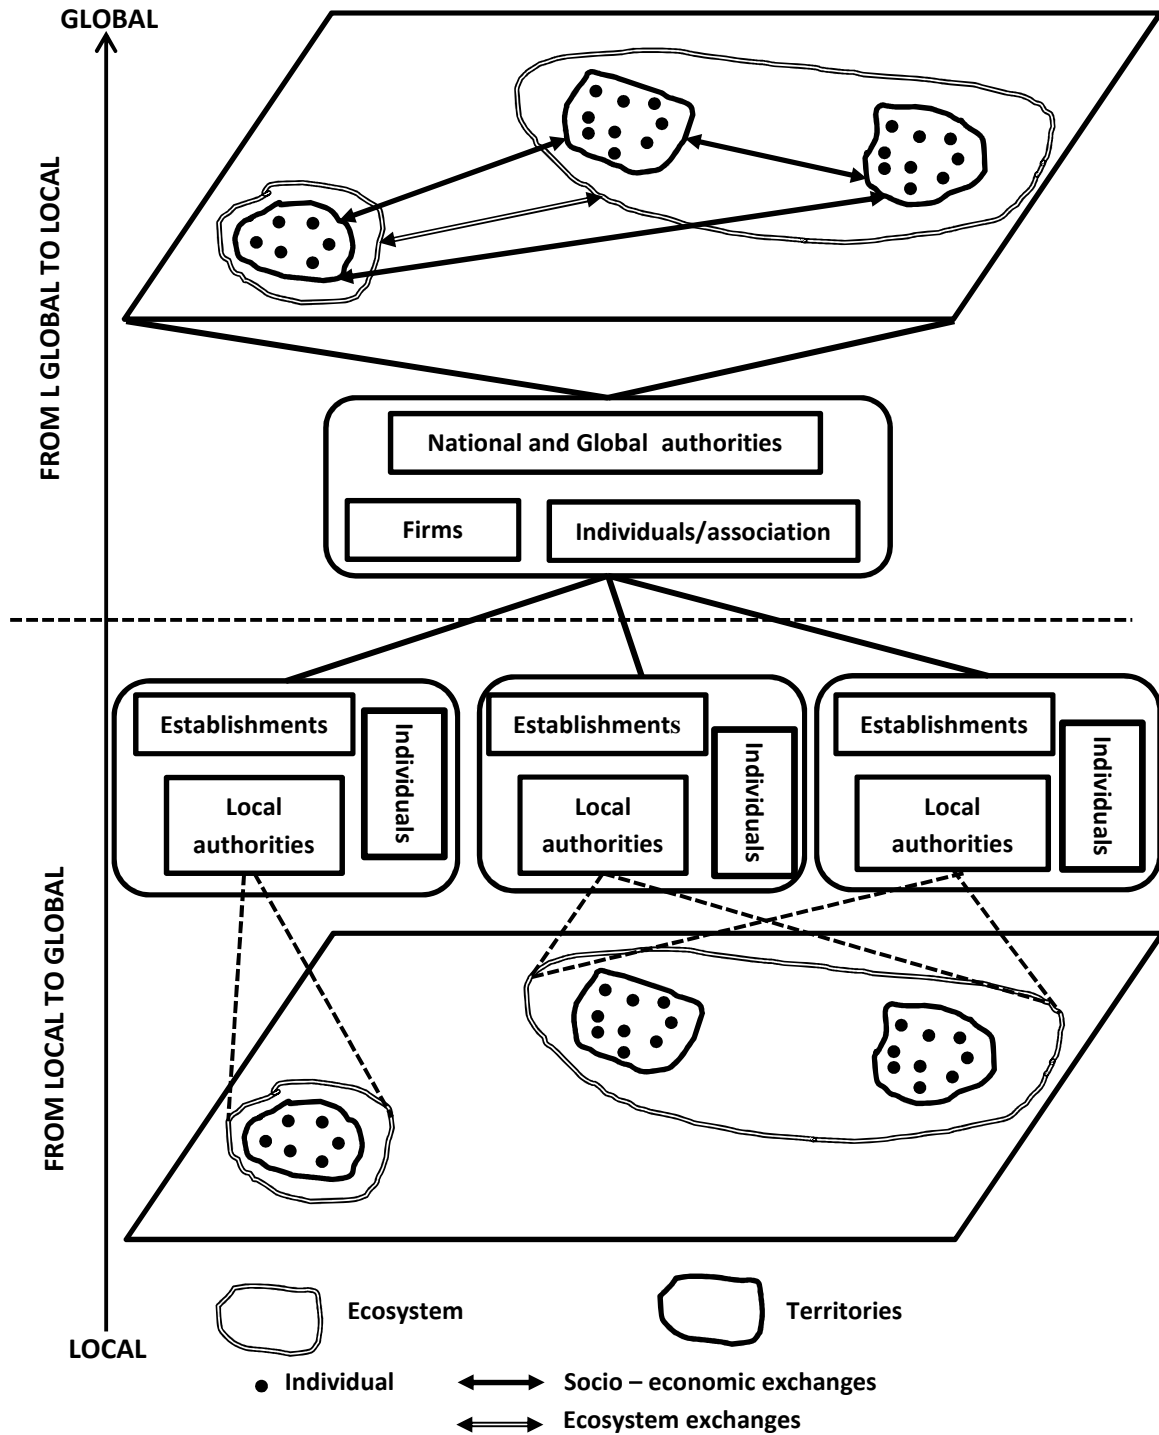 GLOBAL
FROM L GLOBAL TO LOCAL
National and Global authorities
Firms
Individuals/association
Establishments
Individuals
Local
authorities
Establishments
Individuals
Local
authorities
Establishments
Individuals
Local
authorities
FROM LOCAL TO GLOBAL
Ecosystem
Territories
LOCAL
Individual
Socio – economic exchanges
Ecosystem exchanges